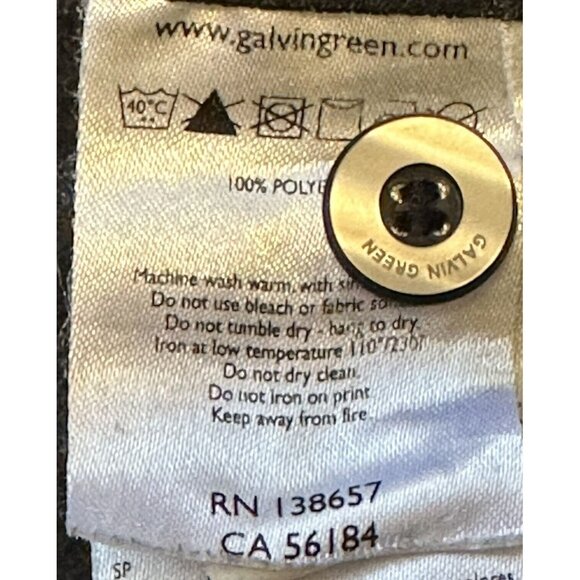 www.galvingreen.com
40°C
100%
GALVIN GREEN
Machine wash warm, with
Do not use bleach or fabric
Do not tumble dry - hang to dry.
Iron at low temperature 110°/230F
Do not dry clean.
Do not iron on print
Keep away from fire
RN 138657
CA 56184
SP